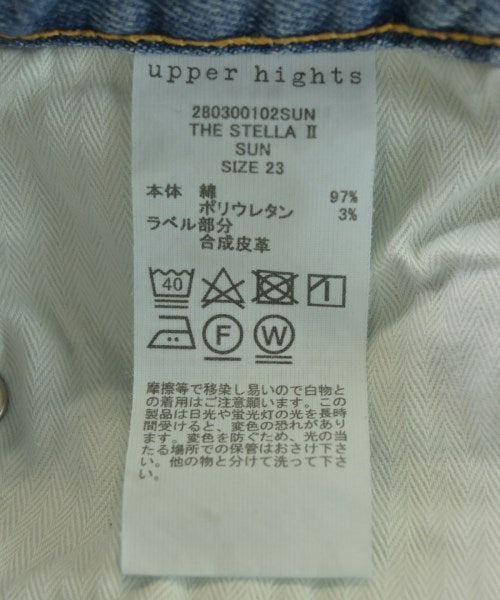 upper hights
280300102SUN
THE STELLA Ⅱ
SUN
SIZE 23
本体 綿 97%
ポリウレタン 3%
ラベル部分
合成皮革
40
F W
摩擦等で移染し易いので白物と
の着用はご注意願います。この
製品は日光や蛍光灯の光を長時
間受けると、変色の恐れがあり
ます。変色を防ぐため、光の当
たる場所での保管はおさけ下さ
い。他の物と分けて洗って下さ
い。